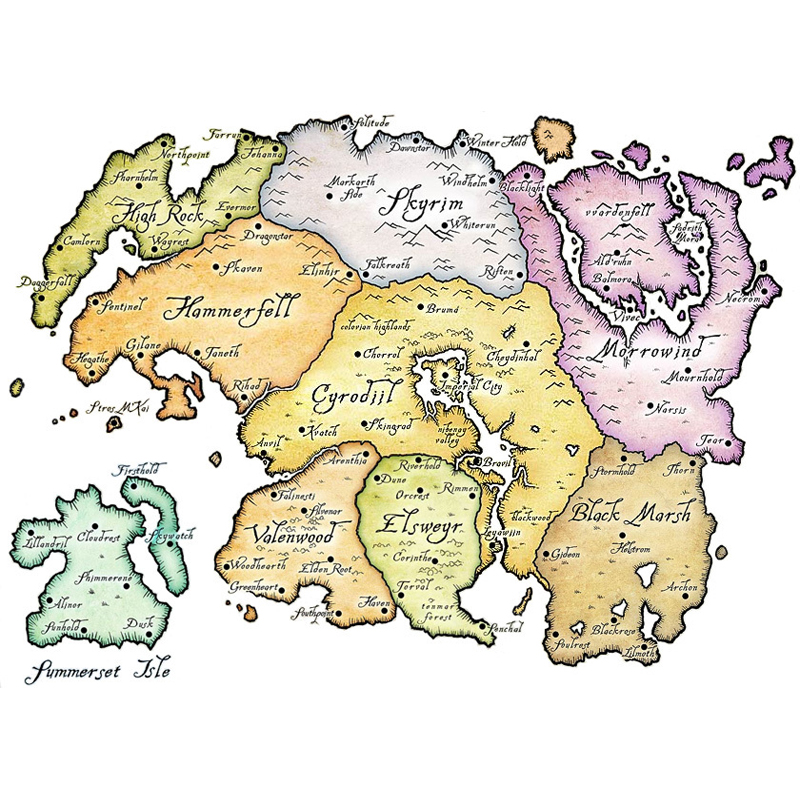 Solitude
Farrun
Jehanna
Northpoint
Dawnstar
Winter Hold
Shornhelm
Markarth
Side
Windhelm
Blacklight
High Rock
Evermor
Skyrim
Whiterun
Vvardenfell
Sadrith
Mora
Camlorn
Wayrest
Dragonstar
Ald'ruhn
Balmora
Daggerfall
Skaven
Elinhir
Falkreath
Riften
Necrom
Sentinel
Hammerfell
Bruma
colovian highlands
Vivec
Gilane
Taneth
Chorrol
Cheydinhal
Morrowind
Hegathe
Rihad
Cyrodiil
Imperial City
Mournhold
Stros M'Kai
Narsis
Anvil
Kvatch
Skingrad
nibenay
valley
Tear
Firsthold
Arenthia
Riverhold
Bravil
Stormhold
Thorn
Dune
Falinesti
Orcrest
Rimmen
Silvenar
Black Marsh
Lillandril
Cloudrest
Skywatch
Valenwood
Elsweyr
blackwood
Leyawiin
Helstrom
Gideon
Corinthe
Woodhearth
Elden Root
Shimmerene
Greenheart
Torval
Archon
Alinor
Haven
tenmar
forest
Southpoint
Senchal
Sunhold
Dusk
Blackrose
Soulrest
Lilmoth
Summerset Isle